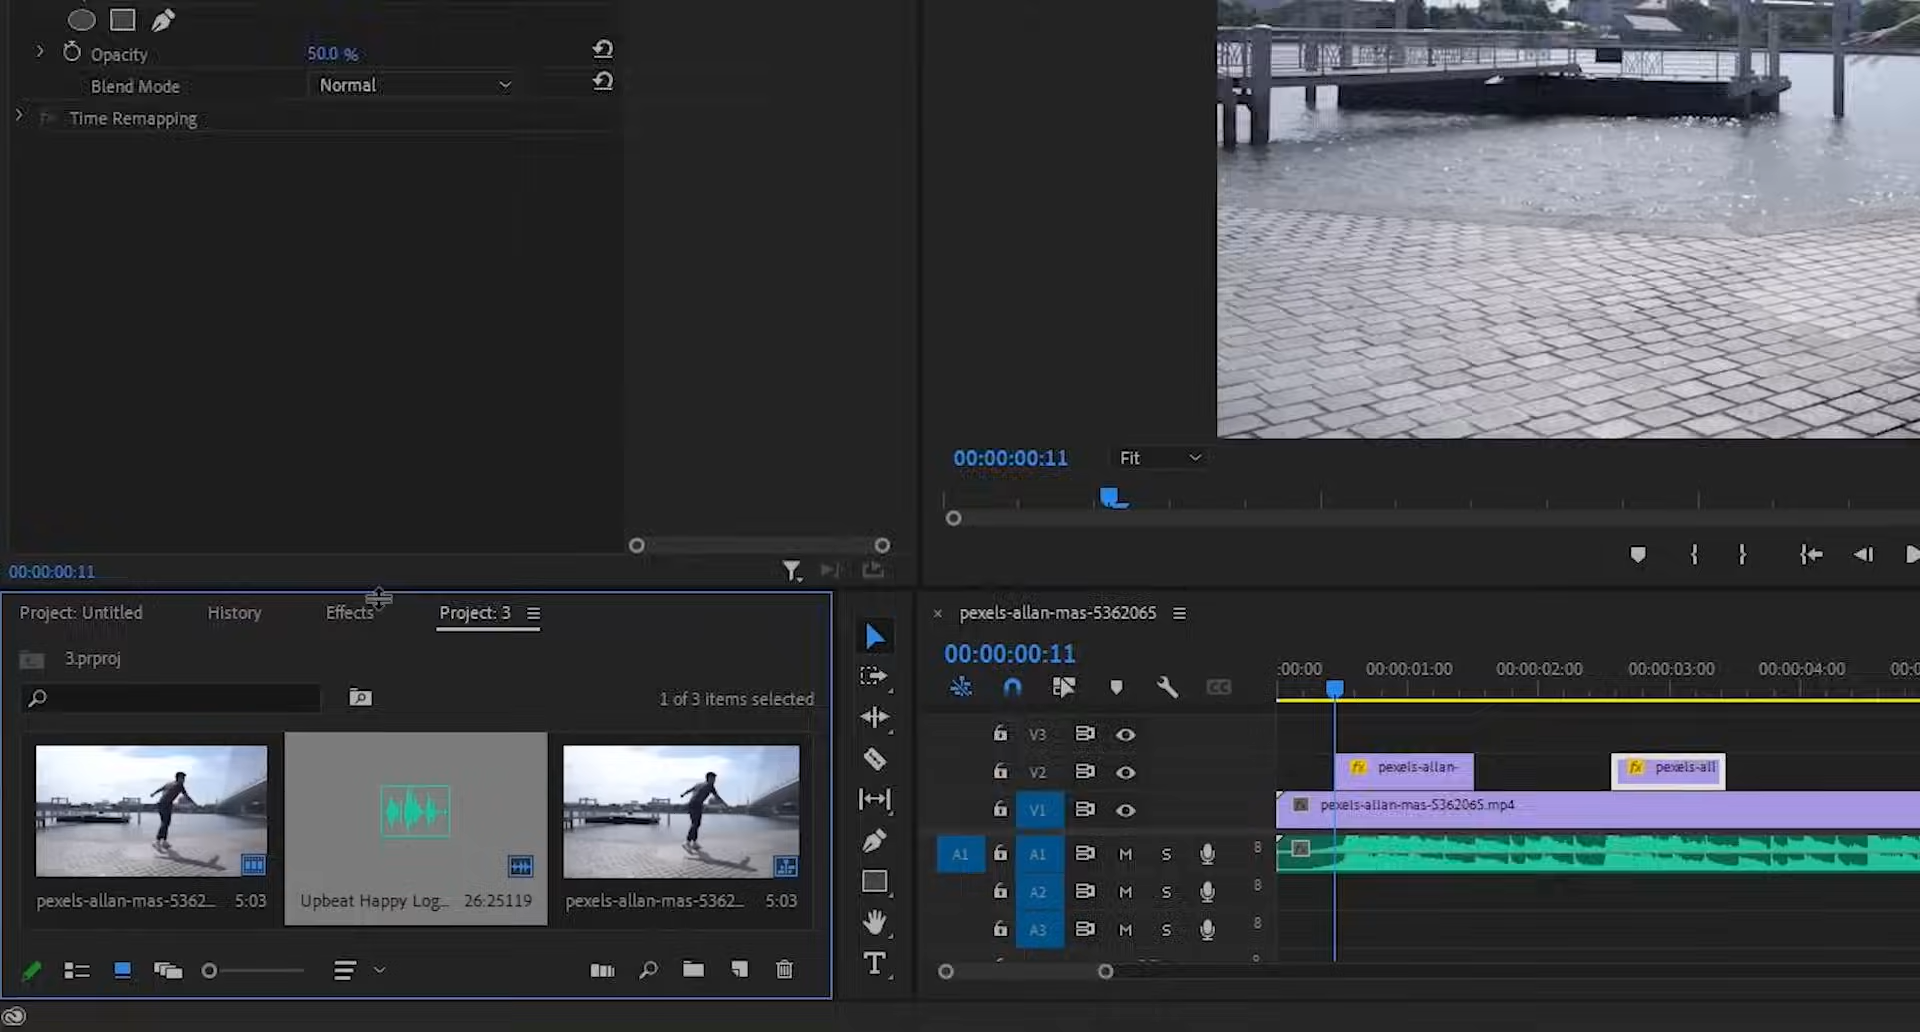 Opacity 50.0 %
Blend Mode Normal
Time Remapping
00:00:00:11
00:00:00:11 Fit
Project: Untitled History Effects Project: 3
3.prproj
1 of 3 items selected
pexels-allan-mas-5362... 5:03
Upbeat Happy Log... 26:25119
pexels-allan-mas-5362... 5:03
T
pexels-allan-mas-5362065
00:00:00:11
:00:00 00:00:01:00 00:00:02:00 00:00:03:00 00:00:04:00 00:0
CC
V3
V2 fx pexels-allan- fx pexels-all
V1 fx pexels-allan-mas-5362065.mp4
A1 A1 M S 8 fx
A2 M S 8
A3 M S 8